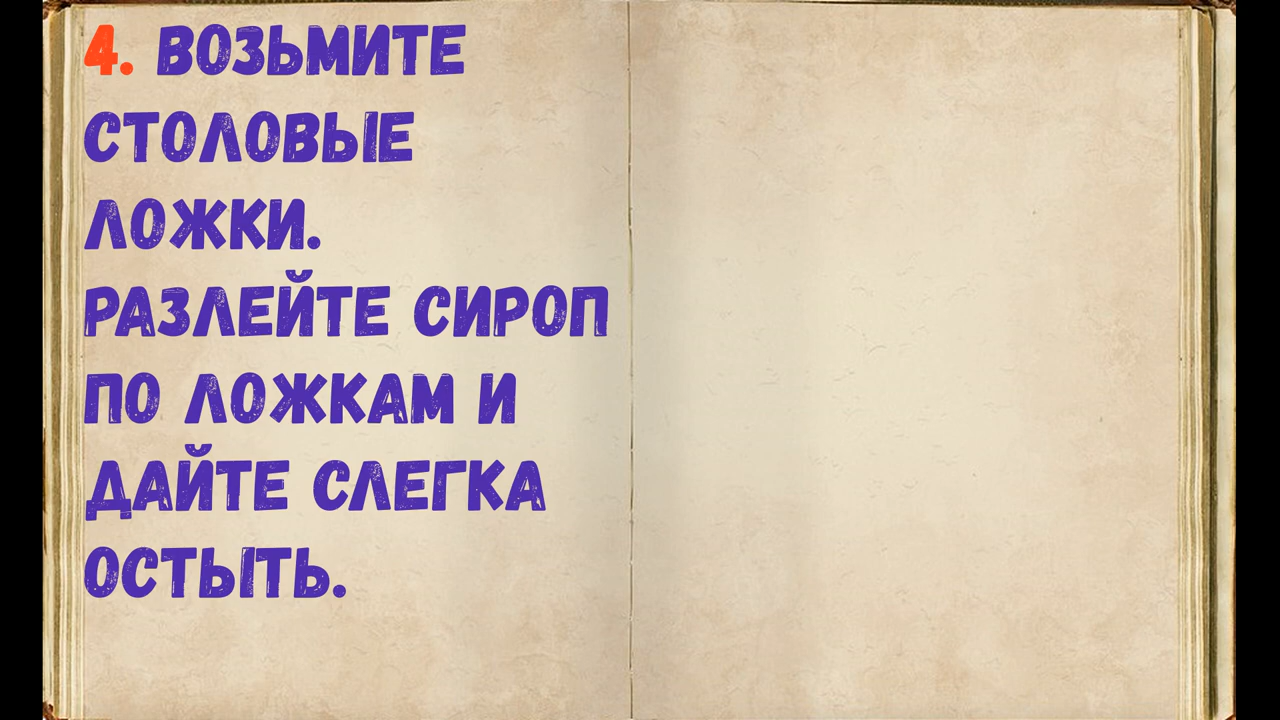 4. ВОЗЬМИТЕ
СТОЛОВЫЕ
ЛОЖКИ.
РАЗЛЕЙТЕ СИРОП
ПО ЛОЖКАМ И
ДАЙТЕ СЛЕГКА
ОСТЫТЬ.